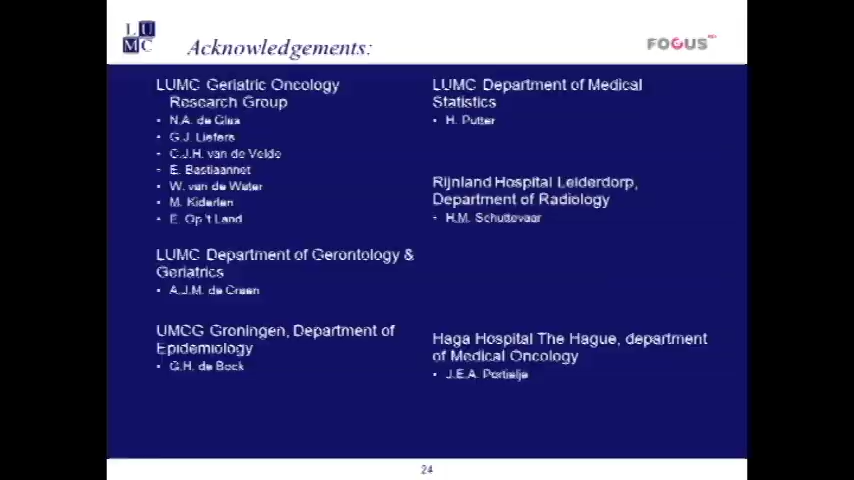 L U
M C
Acknowledgements:
FOCUS
LUMC Geriatric Oncology
Research Group
• N.A. de Glas
• G.J. Liefers
• C.J.H. van de Velde
• E. Bastiaannet
• W. van de Water
• M. Kiderlen
• E. Op 't Land
LUMC Department of Gerontology &
Geriatrics
• A.J.M. de Craen
UMCG Groningen, Department of
Epidemiology
• G.H. de Bock
LUMC Department of Medical
Statistics
• H. Putter
Rijnland Hospital Leiderdorp,
Department of Radiology
• H.M. Schuttevaar
Haga Hospital The Hague, department
of Medical Oncology
• J.E.A. Portielje
24